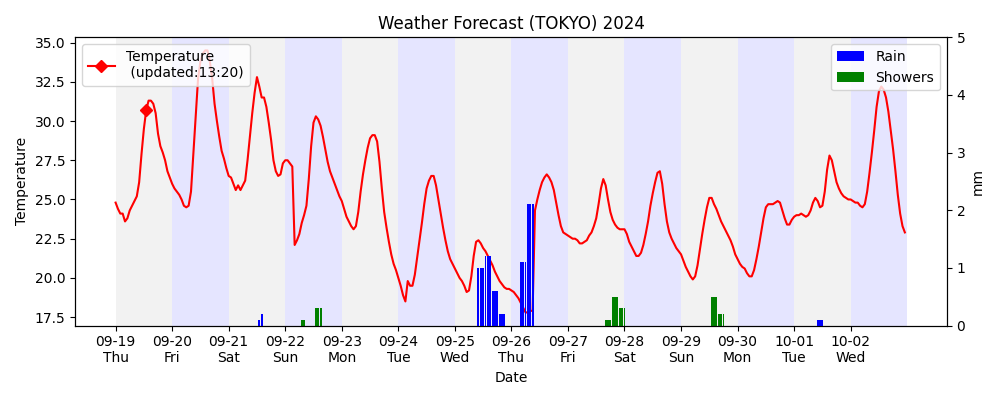 Weather Forecast (TOKYO) 2024
35.0
32.5
30.0
27.5
25.0
22.5
20.0
17.5
Temperature
Temperature
(updated:13:20)
Rain
Showers
5
4
3
2
1
0
mm
09-19 09-20 09-21 09-22 09-23 09-24 09-25 09-26 09-27 09-28 09-29 09-30 10-01 10-02
Thu Fri Sat Sun Mon Tue Wed Thu Fri Sat Sun Mon Tue Wed
Date